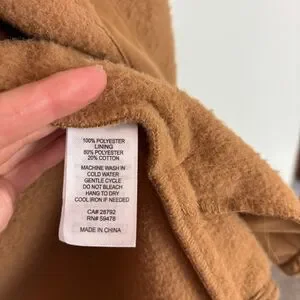 100% POLYESTER
LINING
80% POLYESTER
20% COTTON
MACHINE WASH IN
COLD WATER
GENTLE CYCLE
DO NOT BLEACH
HANG TO DRY
COOL IRON IF NEEDED
CA# 28792
RN# 59478
MADE IN CHINA